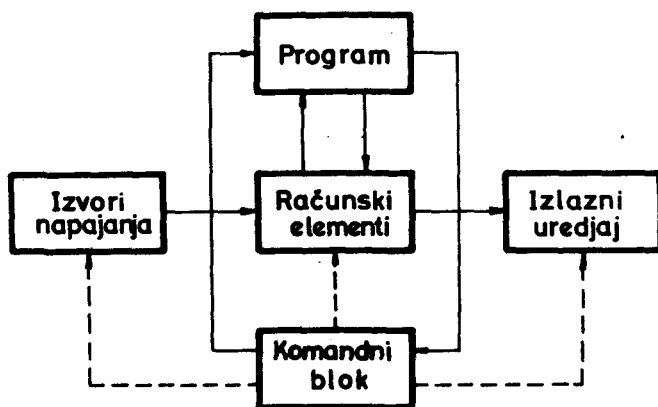 Program
Izvori
napajanja
Računski
elementi
Izlazni
uredjaj
Komandni
blok